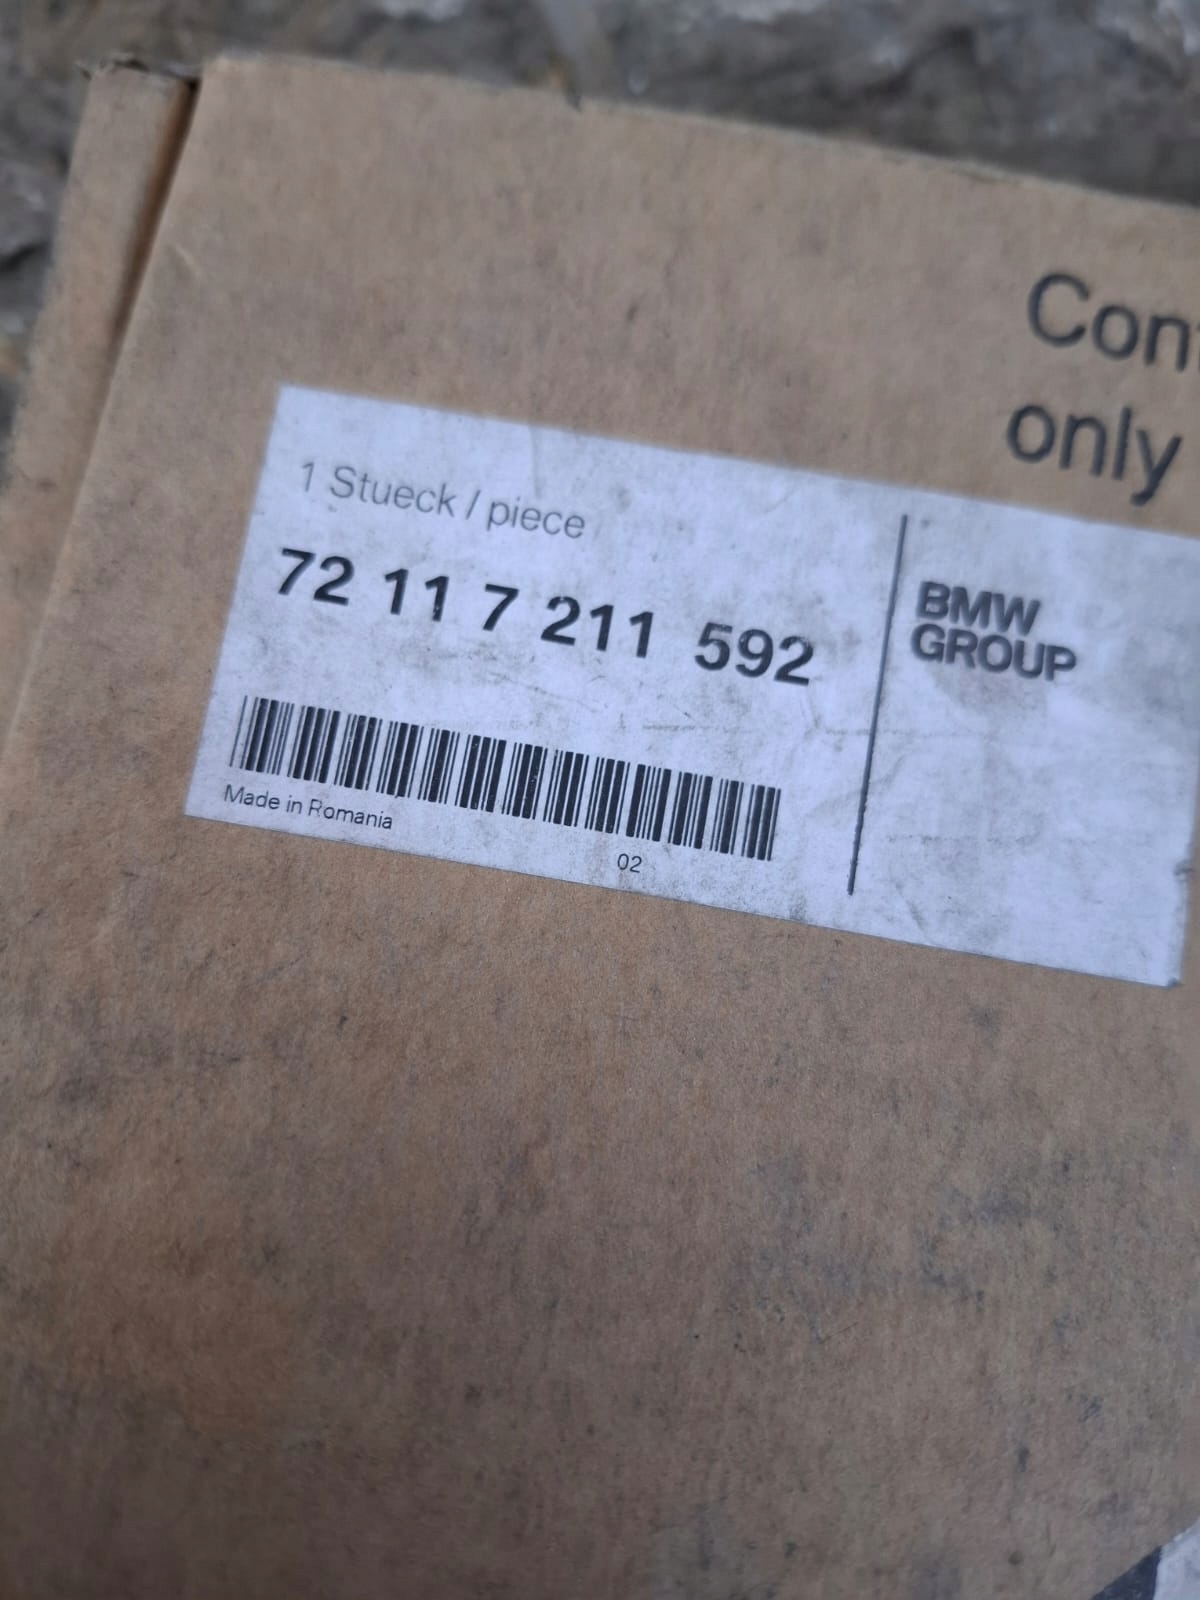 only
1 Stueck / piece
72 11 7 211 592
BMW
GROUP
Made in Romania
02